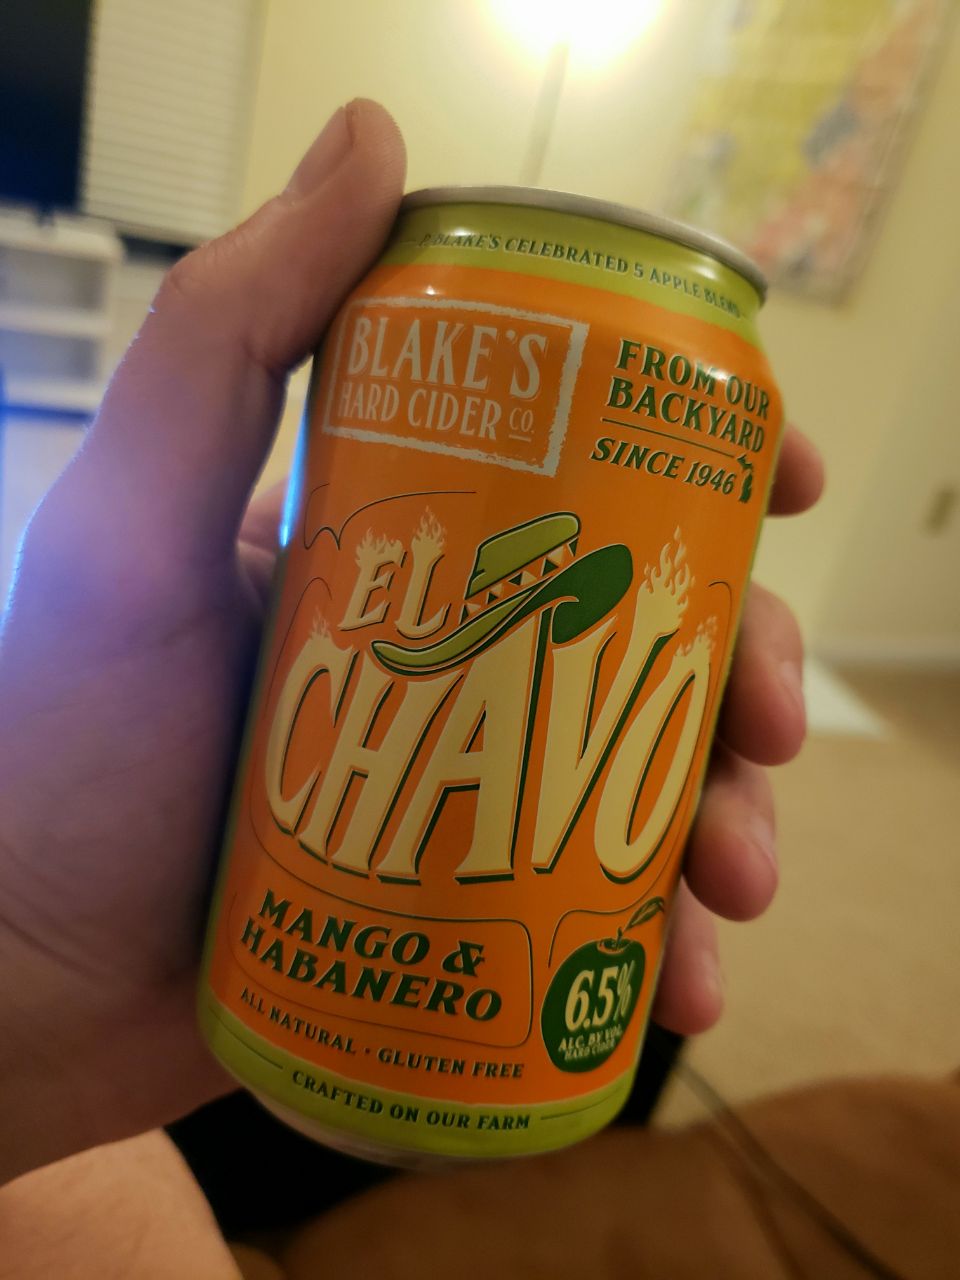 BLAKE'S CELEBRATED 5 APPLE BLEND
BLAKE'S
HARD CIDER CO.
FROM OUR
BACKYARD
SINCE 1946
EL
CHAVO
MANGO &
HABANERO
6.5%
ALC. BY VOL.
HARD CIDER
ALL NATURAL • GLUTEN FREE
CRAFTED ON OUR FARM